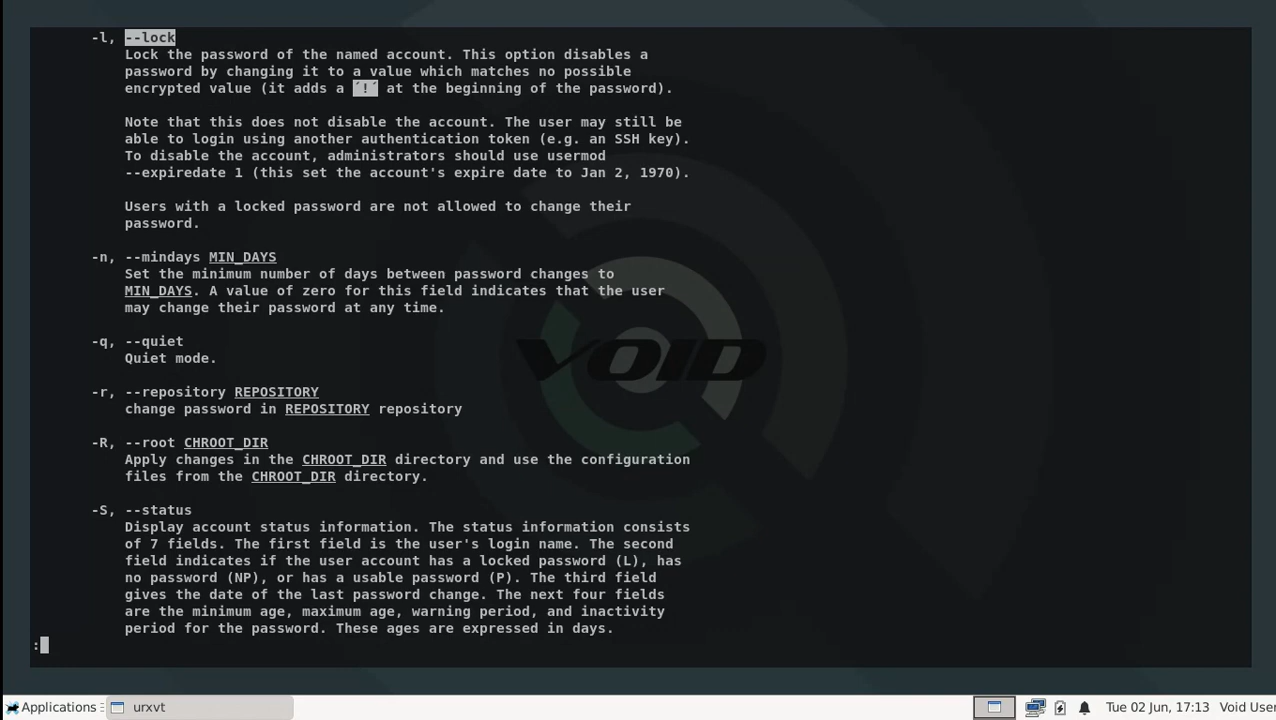 -l, --lock
Lock the password of the named account. This option disables a
password by changing it to a value which matches no possible
encrypted value (it adds a ´!´ at the beginning of the password).
Note that this does not disable the account. The user may still be
able to login using another authentication token (e.g. an SSH key).
To disable the account, administrators should use usermod
--expiredate 1 (this set the account's expire date to Jan 2, 1970).
Users with a locked password are not allowed to change their
password.
-n, --mindays MIN_DAYS
Set the minimum number of days between password changes to
MIN_DAYS. A value of zero for this field indicates that the user
may change their password at any time.
-q, --quiet
Quiet mode.
-r, --repository REPOSITORY
change password in REPOSITORY repository
-R, --root CHROOT_DIR
Apply changes in the CHROOT_DIR directory and use the configuration
files from the CHROOT_DIR directory.
-S, --status
Display account status information. The status information consists
of 7 fields. The first field is the user's login name. The second
field indicates if the user account has a locked password (L), has
no password (NP), or has a usable password (P). The third field
gives the date of the last password change. The next four fields
are the minimum age, maximum age, warning period, and inactivity
period for the password. These ages are expressed in days.
:
VOID
Applications urxvt Tue 02 Jun, 17:13 Void User